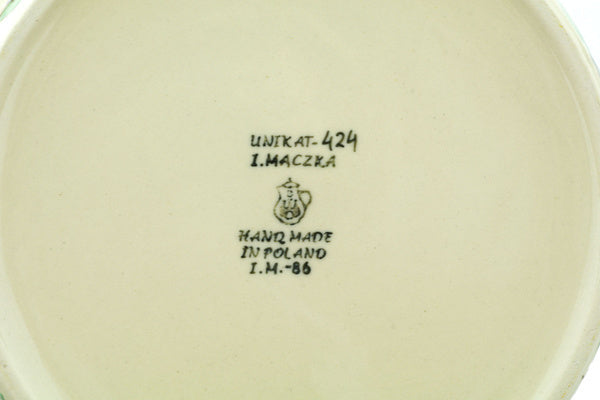 UNIKAT-424
I.MACZKA
HAND MADE
IN POLAND
I.M.-86